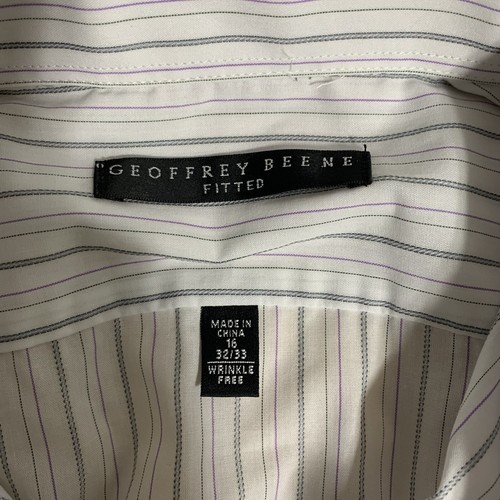 GEOFFREY BEENE
FITTED
MADE IN
CHINA
16
32/33
WRINKLE
FREE